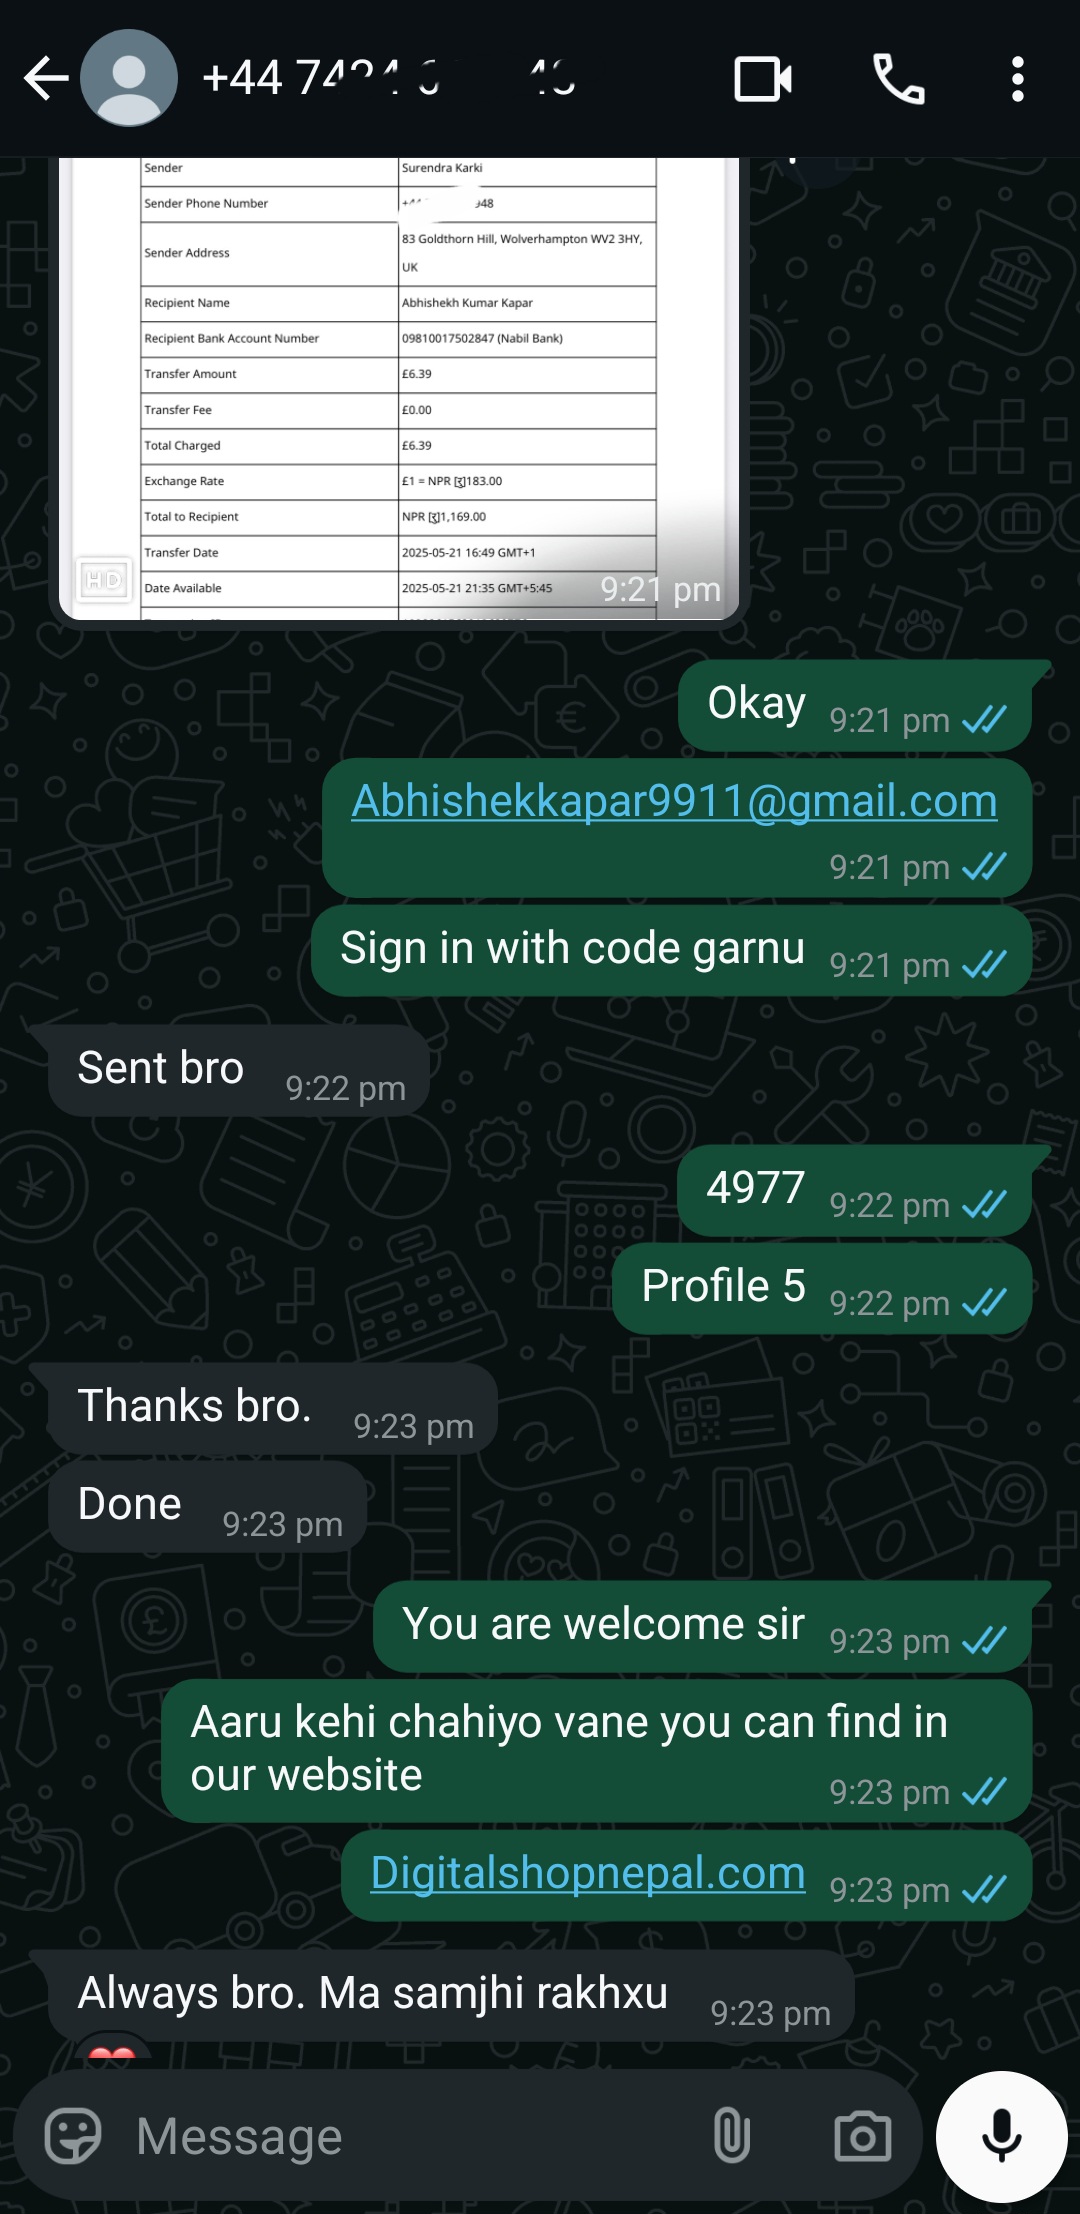 +44 74
Sender Surendra Karki
Sender Phone Number 948
Sender Address 83 Goldthorn Hill, Wolverhampton WV2 3HY,
UK
Recipient Name Abhishekh Kumar Kapar
Recipient Bank Account Number 09810017502847 (Nabil Bank)
Transfer Amount £6.39
Transfer Fee £0.00
Total Charged £6.39
Exchange Rate £1 = NPR [रु]183.00
Total to Recipient NPR [रु]1,169.00
Transfer Date 2025-05-21 16:49 GMT+1
Date Available 2025-05-21 21:35 GMT+5:45
HD 9:21 pm
Okay 9:21 pm
Abhishekkapar9911@gmail.com
9:21 pm
Sign in with code garnu 9:21 pm
Sent bro 9:22 pm
4977 9:22 pm
Profile 5 9:22 pm
Thanks bro. 9:23 pm
Done 9:23 pm
You are welcome sir 9:23 pm
Aaru kehi chahiyo vane you can find in
our website 9:23 pm
Digitalshopnepal.com 9:23 pm
Always bro. Ma samjhi rakhxu 9:23 pm
Message